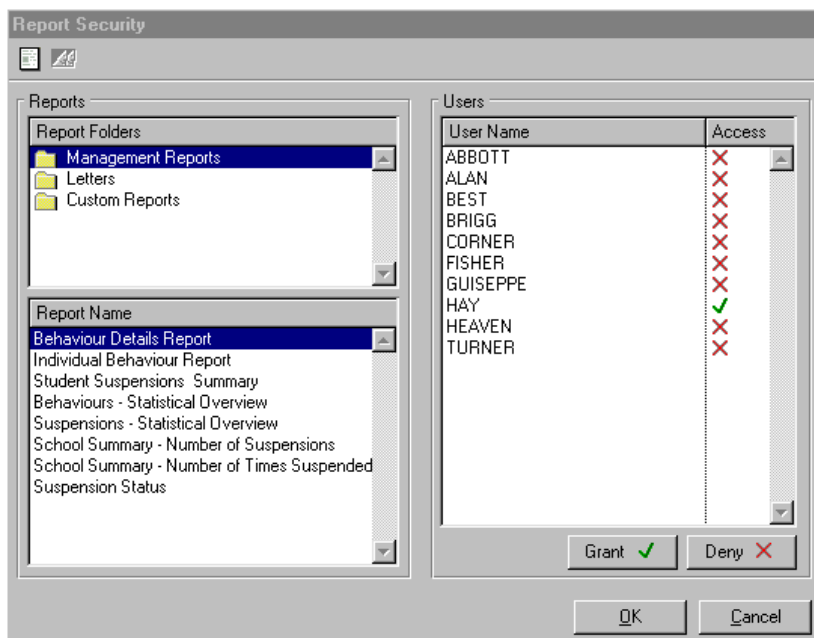 Report Security
Reports
Report Folders
Management Reports
Letters
Custom Reports
Report Name
Behaviour Details Report
Individual Behaviour Report
Student Suspensions  Summary
Behaviours - Statistical Overview
Suspensions - Statistical Overview
School Summary - Number of Suspensions
School Summary - Number of Times Suspended
Suspension Status
Users
User Name Access
ABBOTT
ALAN
BEST
BRIGG
CORNER
FISHER
GUISEPPE
HAY
HEAVEN
TURNER
Grant Deny
OK Cancel